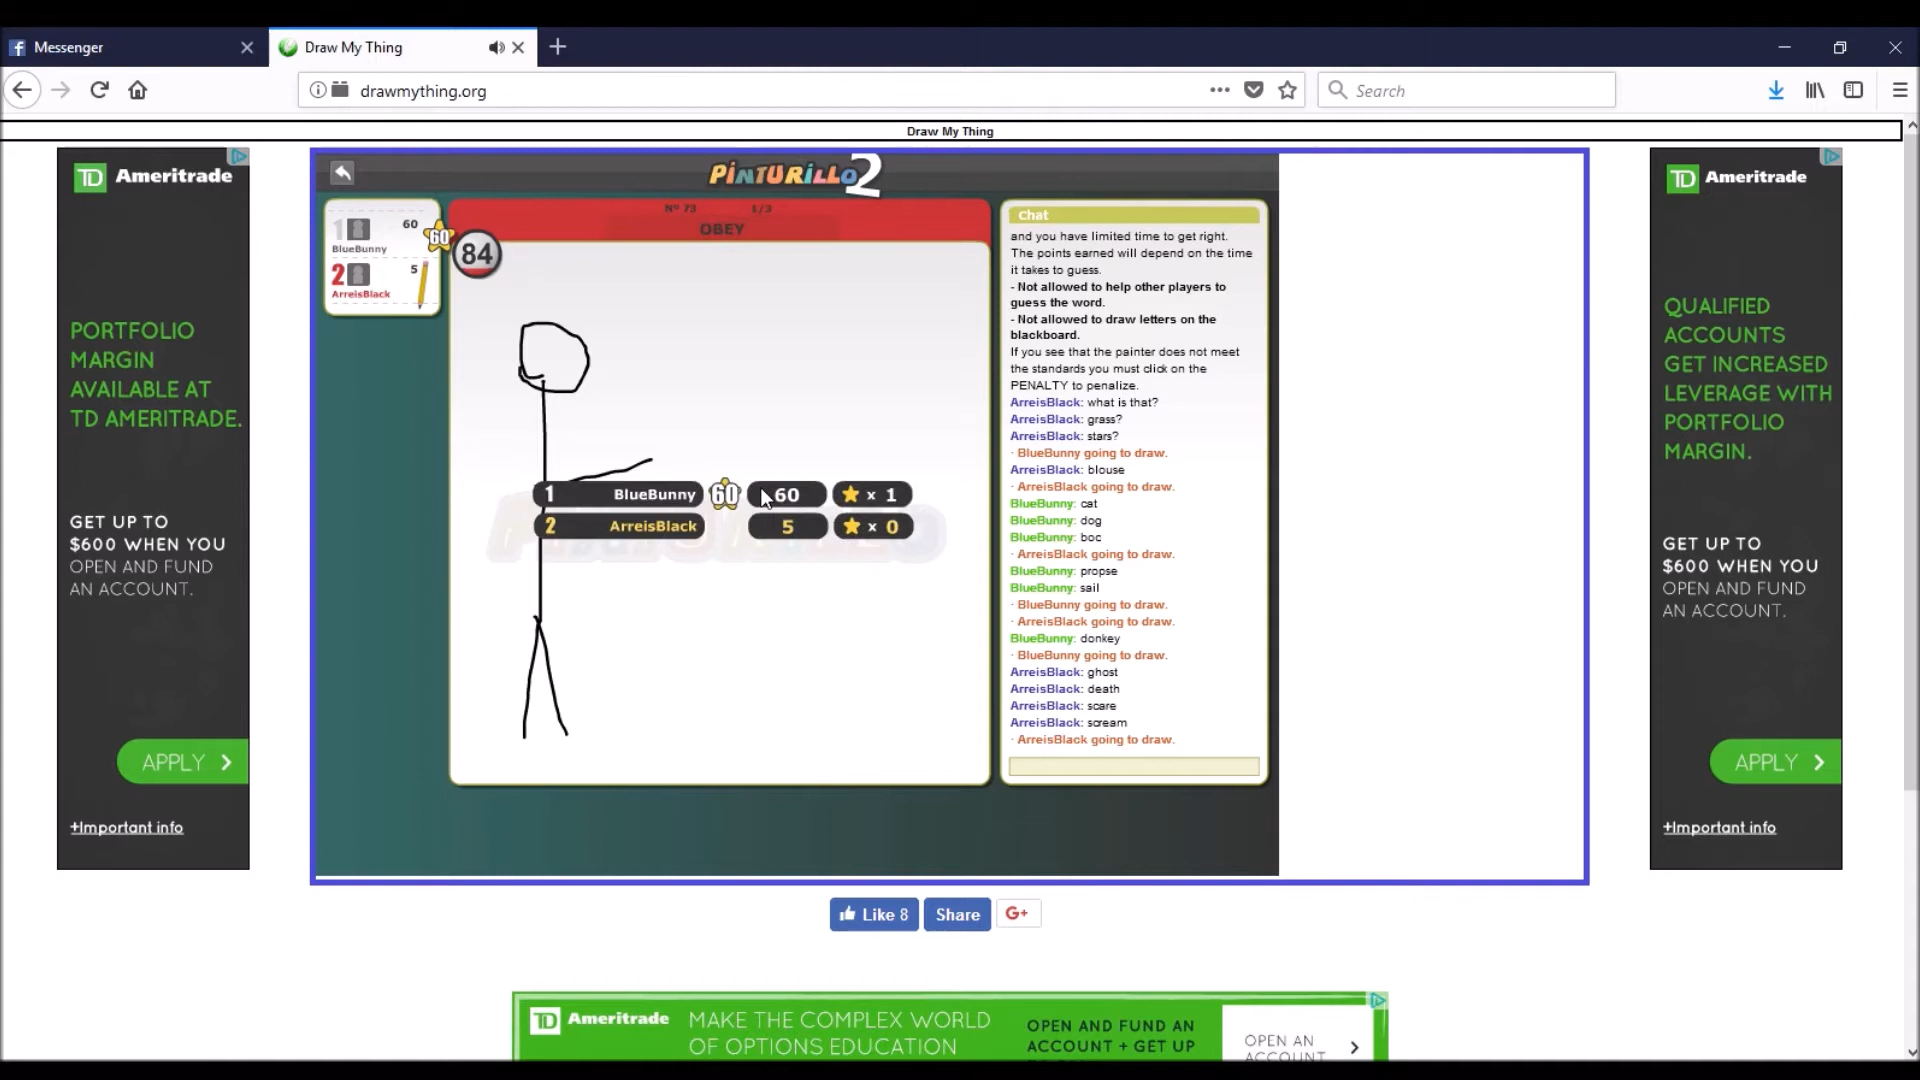 Messenger
Draw My Thing
drawmything.org
Search
Draw My Thing
TD Ameritrade
PORTFOLIO
MARGIN
AVAILABLE AT
TD AMERITRADE.
GET UP TO
$600 WHEN YOU
OPEN AND FUND
AN ACCOUNT.
APPLY
+Important info
PINTURILLO 2
1 60
BlueBunny
60
2 5
ArreisBlack
Nº 73 1/3
OBEY
84
1 BlueBunny 60 60 x 1
2 ArreisBlack 5 x 0
Chat
and you have limited time to get right.
The points earned will depend on the time
it takes to guess.
- Not allowed to help other players to
guess the word.
- Not allowed to draw letters on the
blackboard.
If you see that the painter does not meet
the standards you must click on the
PENALTY to penalize.
ArreisBlack: what is that?
ArreisBlack: grass?
ArreisBlack: stars?
· BlueBunny going to draw.
ArreisBlack: blouse
· ArreisBlack going to draw.
BlueBunny: cat
BlueBunny: dog
BlueBunny: boc
· ArreisBlack going to draw.
BlueBunny: propse
BlueBunny: sail
· BlueBunny going to draw.
· ArreisBlack going to draw.
BlueBunny: donkey
· BlueBunny going to draw.
ArreisBlack: ghost
ArreisBlack: death
ArreisBlack: scare
ArreisBlack: scream
· ArreisBlack going to draw.
TD Ameritrade
QUALIFIED
ACCOUNTS
GET INCREASED
LEVERAGE WITH
PORTFOLIO
MARGIN.
GET UP TO
$600 WHEN YOU
OPEN AND FUND
AN ACCOUNT.
APPLY
+Important info
Like 8 Share G+
TD Ameritrade
MAKE THE COMPLEX WORLD
OF OPTIONS EDUCATION
OPEN AND FUND AN
ACCOUNT + GET UP
OPEN AN
ACCOUNT